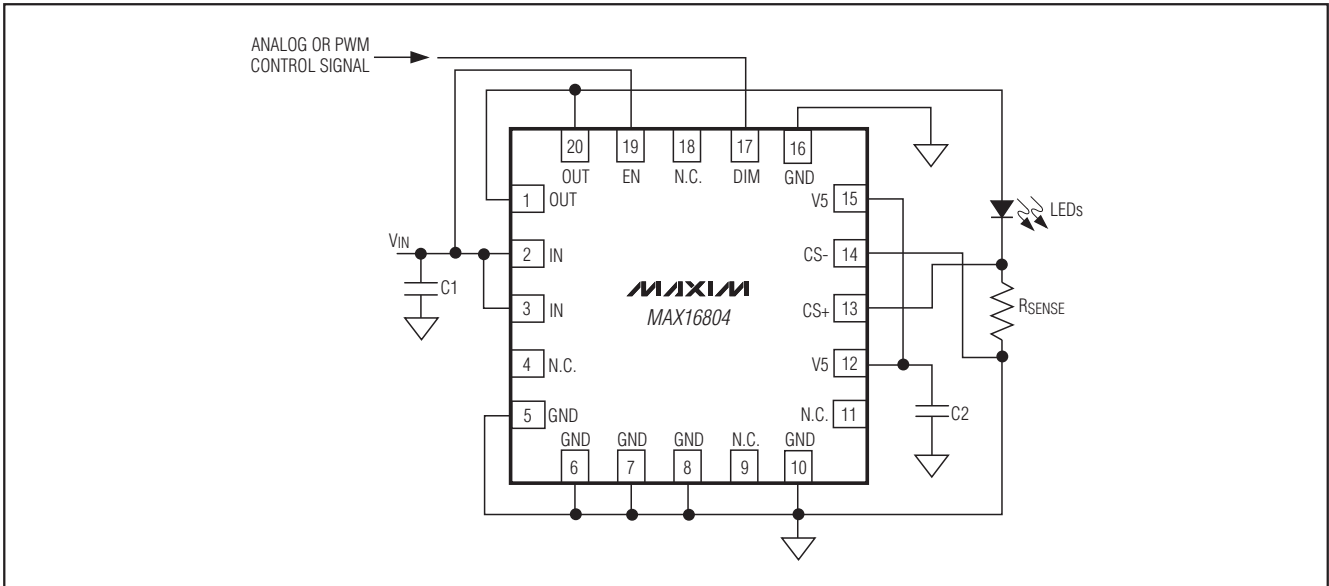 ANALOG OR PWM
CONTROL SIGNAL
20 19 18 17 16
OUT EN N.C. DIM GND
1 OUT
V5 15
LEDs
VIN
2 IN
CS- 14
C1
MAXIM
MAX16804
3 IN
CS+ 13
RSENSE
4 N.C.
V5 12
5 GND
N.C. 11
C2
GND GND GND N.C. GND
6 7 8 9 10